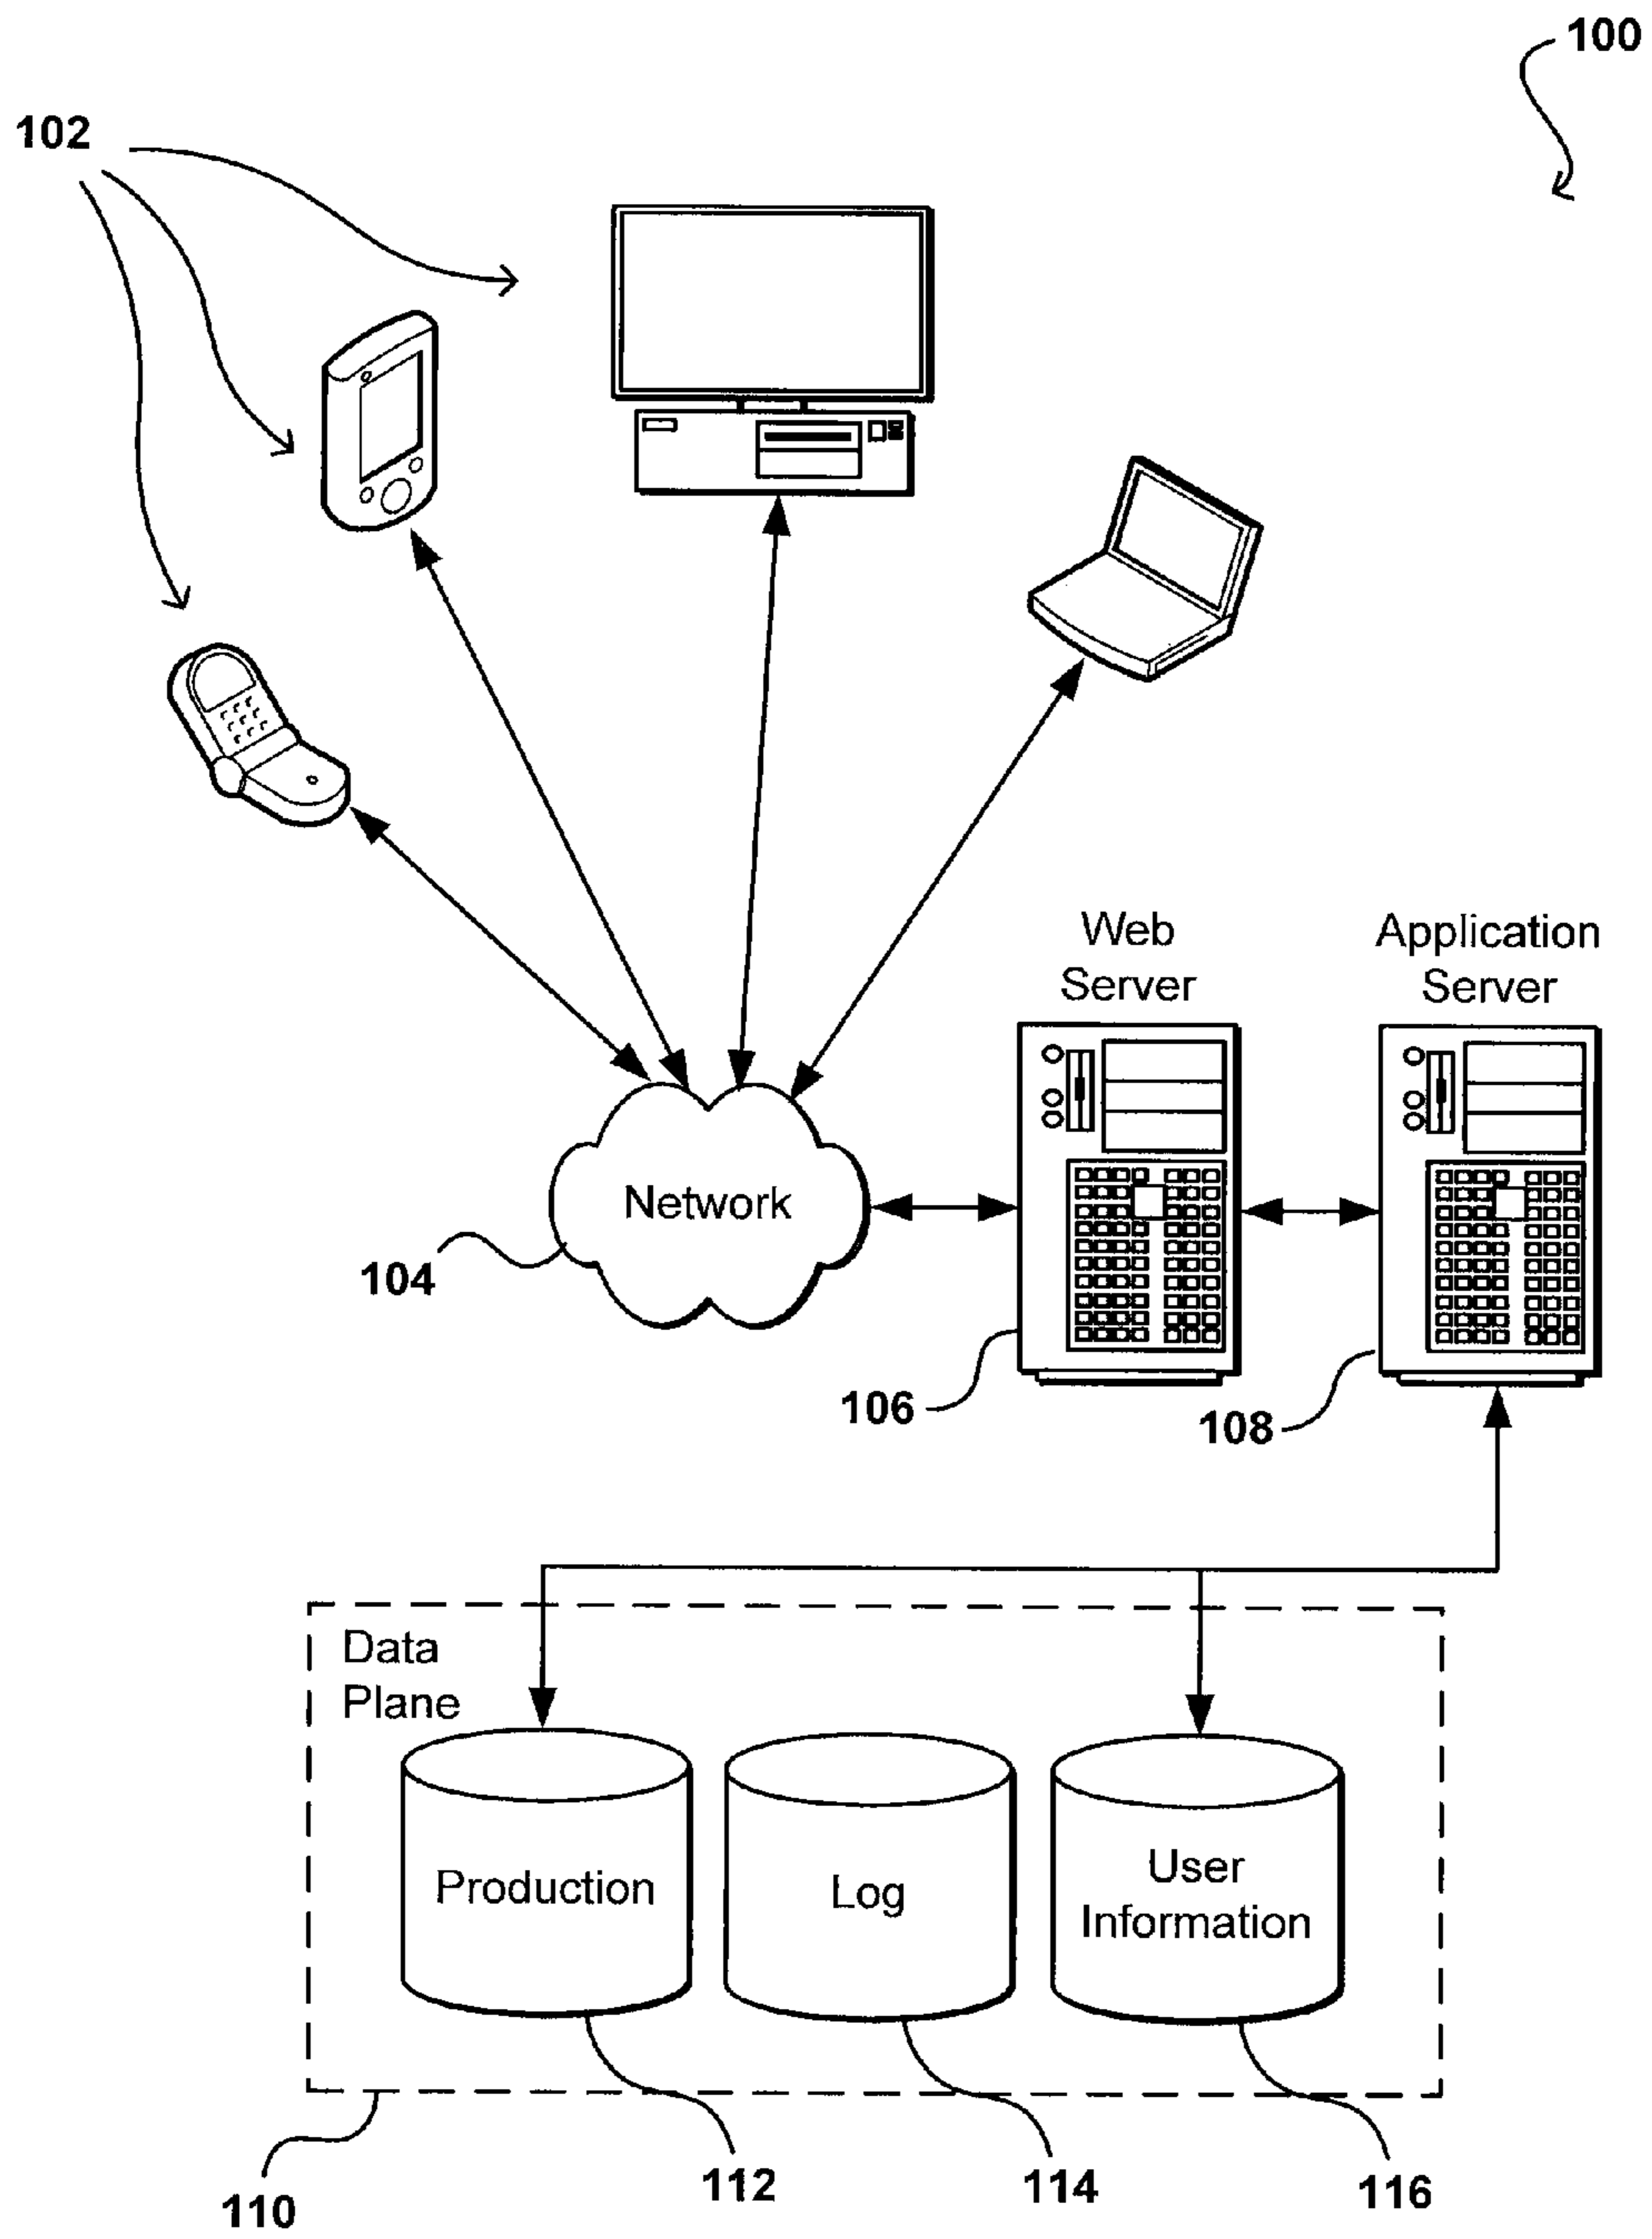 100
102
Web
Server
Application
Server
Network
104
106
108
Data
Plane
Production
Log
User
Information
110
112
114
116